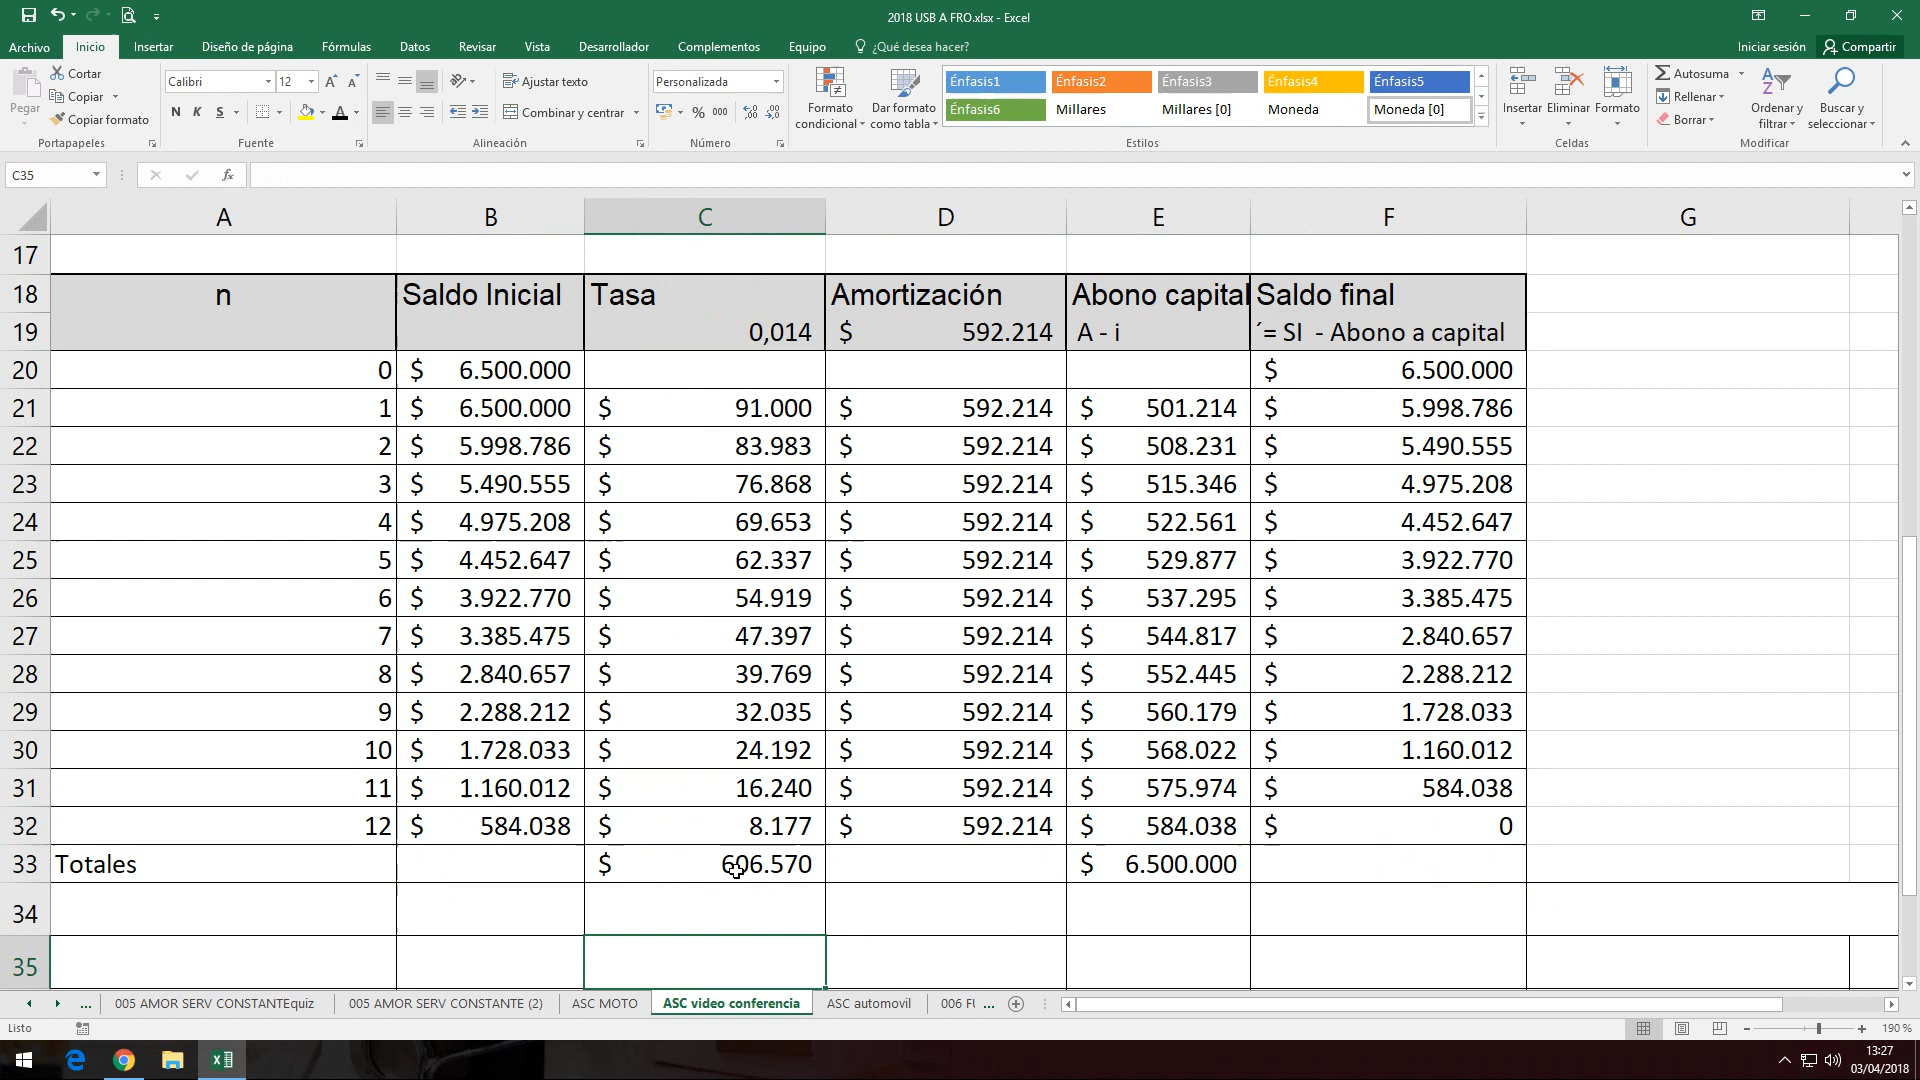 2018 USB A FRO.xlsx - Excel
Archivo Inicio Insertar Diseño de página Fórmulas Datos Revisar Vista Desarrollador Complementos Equipo ¿Qué desea hacer? Iniciar sesión Compartir
Pegar Cortar Calibri 12 Ajustar texto Personalizada Formato condicional Dar formato como tabla Énfasis1 Énfasis2 Énfasis3 Énfasis4 Énfasis5 Insertar Eliminar Formato Autosuma Ordenar y filtrar Buscar y seleccionar
Copiar N K S Combinar y centrar % 000 Énfasis6 Millares Millares [0] Moneda Moneda [0] Rellenar
Copiar formato Borrar
Portapapeles Fuente Alineación Número Estilos Celdas Modificar
C35 fx
A B C D E F G
17
18 n Saldo Inicial Tasa Amortización Abono capital Saldo final
19 0,014 $ 592.214 A - i ´= SI - Abono a capital
20 0 $ 6.500.000 $ 6.500.000
21 1 $ 6.500.000 $ 91.000 $ 592.214 $ 501.214 $ 5.998.786
22 2 $ 5.998.786 $ 83.983 $ 592.214 $ 508.231 $ 5.490.555
23 3 $ 5.490.555 $ 76.868 $ 592.214 $ 515.346 $ 4.975.208
24 4 $ 4.975.208 $ 69.653 $ 592.214 $ 522.561 $ 4.452.647
25 5 $ 4.452.647 $ 62.337 $ 592.214 $ 529.877 $ 3.922.770
26 6 $ 3.922.770 $ 54.919 $ 592.214 $ 537.295 $ 3.385.475
27 7 $ 3.385.475 $ 47.397 $ 592.214 $ 544.817 $ 2.840.657
28 8 $ 2.840.657 $ 39.769 $ 592.214 $ 552.445 $ 2.288.212
29 9 $ 2.288.212 $ 32.035 $ 592.214 $ 560.179 $ 1.728.033
30 10 $ 1.728.033 $ 24.192 $ 592.214 $ 568.022 $ 1.160.012
31 11 $ 1.160.012 $ 16.240 $ 592.214 $ 575.974 $ 584.038
32 12 $ 584.038 $ 8.177 $ 592.214 $ 584.038 $ 0
33 Totales $ 606.570 $ 6.500.000
34
35
... 005 AMOR SERV CONSTANTEquiz 005 AMOR SERV CONSTANTE (2) ASC MOTO ASC video conferencia ASC automovil 006 FU ...
Listo 190 %
13:27
03/04/2018